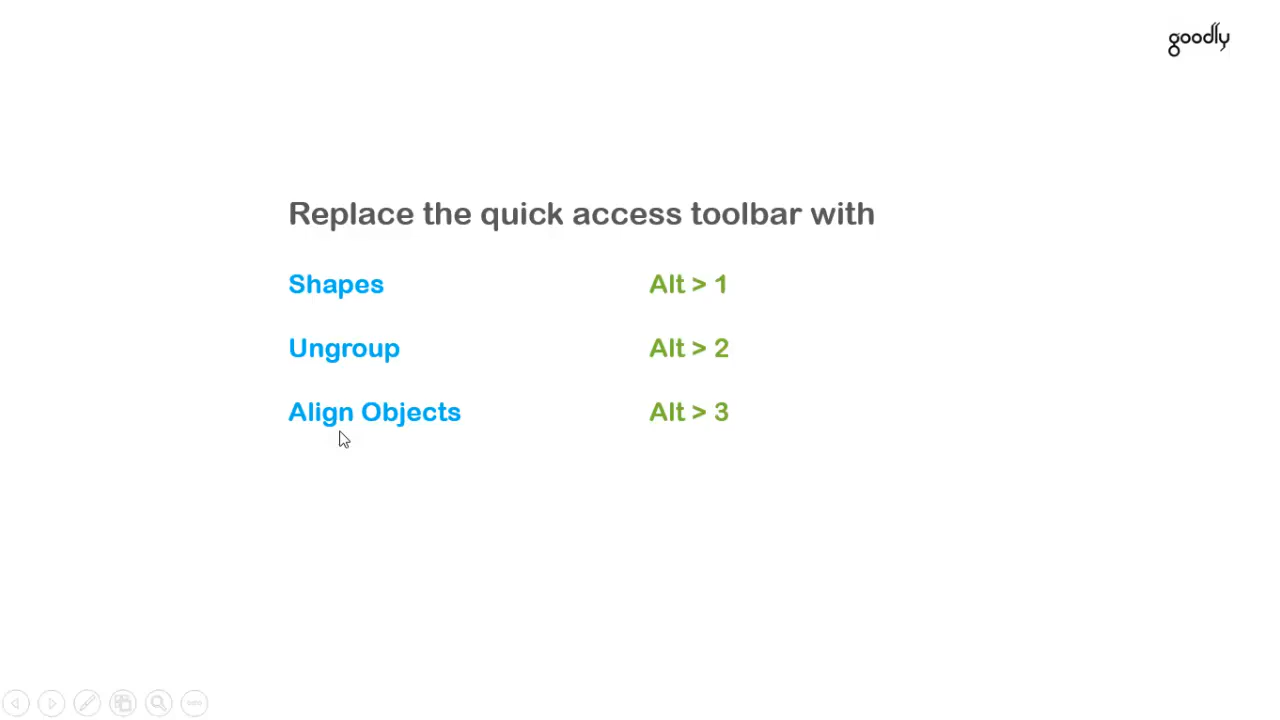 goodly
Replace the quick access toolbar with
Shapes Alt > 1
Ungroup Alt > 2
Align Objects Alt > 3